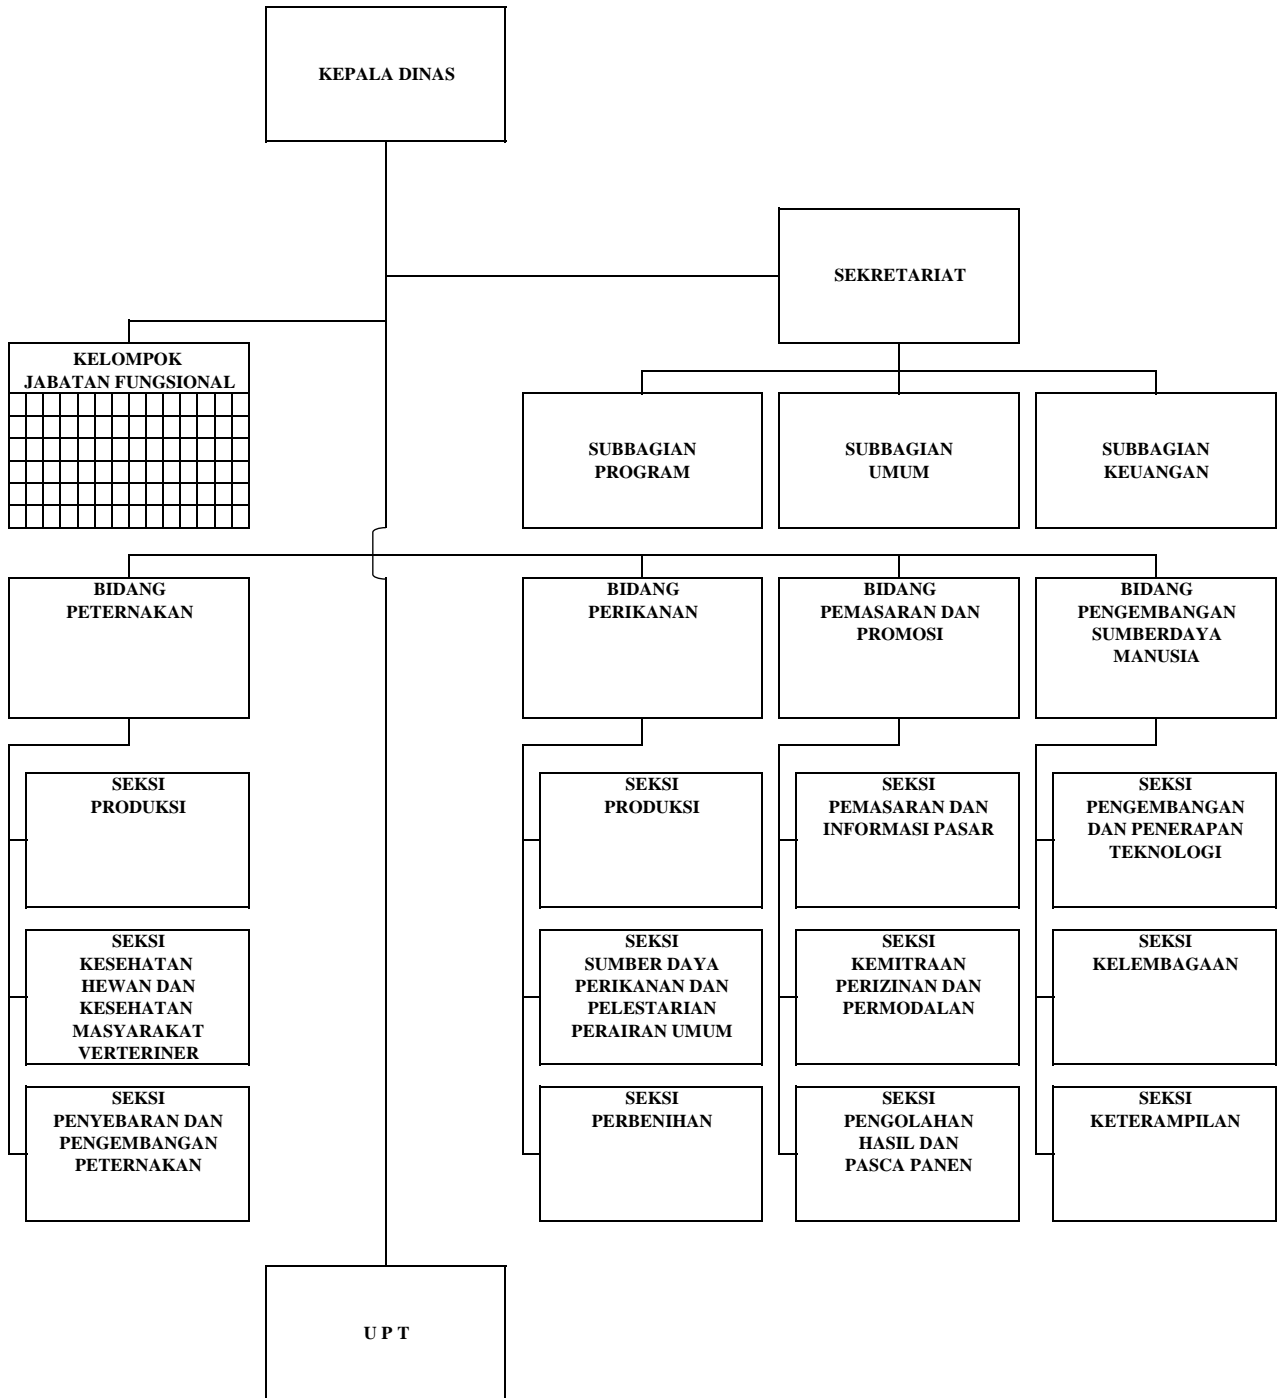 KEPALA DINAS
SEKRETARIAT
KELOMPOK
JABATAN FUNGSIONAL
SUBBAGIAN
PROGRAM
SUBBAGIAN
UMUM
SUBBAGIAN
KEUANGAN
BIDANG
PETERNAKAN
BIDANG
PERIKANAN
BIDANG
PEMASARAN DAN
PROMOSI
BIDANG
PENGEMBANGAN
SUMBERDAYA
MANUSIA
SEKSI
PRODUKSI
SEKSI
PRODUKSI
SEKSI
PEMASARAN DAN
INFORMASI PASAR
SEKSI
PENGEMBANGAN
DAN PENERAPAN
TEKNOLOGI
SEKSI
KESEHATAN
HEWAN DAN
KESEHATAN
MASYARAKAT
VERTERINER
SEKSI
SUMBER DAYA
PERIKANAN DAN
PELESTARIAN
PERAIRAN UMUM
SEKSI
KEMITRAAN
PERIZINAN DAN
PERMODALAN
SEKSI
KELEMBAGAAN
SEKSI
PENYEBARAN DAN
PENGEMBANGAN
PETERNAKAN
SEKSI
PERBENIHAN
SEKSI
PENGOLAHAN
HASIL DAN
PASCA PANEN
SEKSI
KETERAMPILAN
U P T